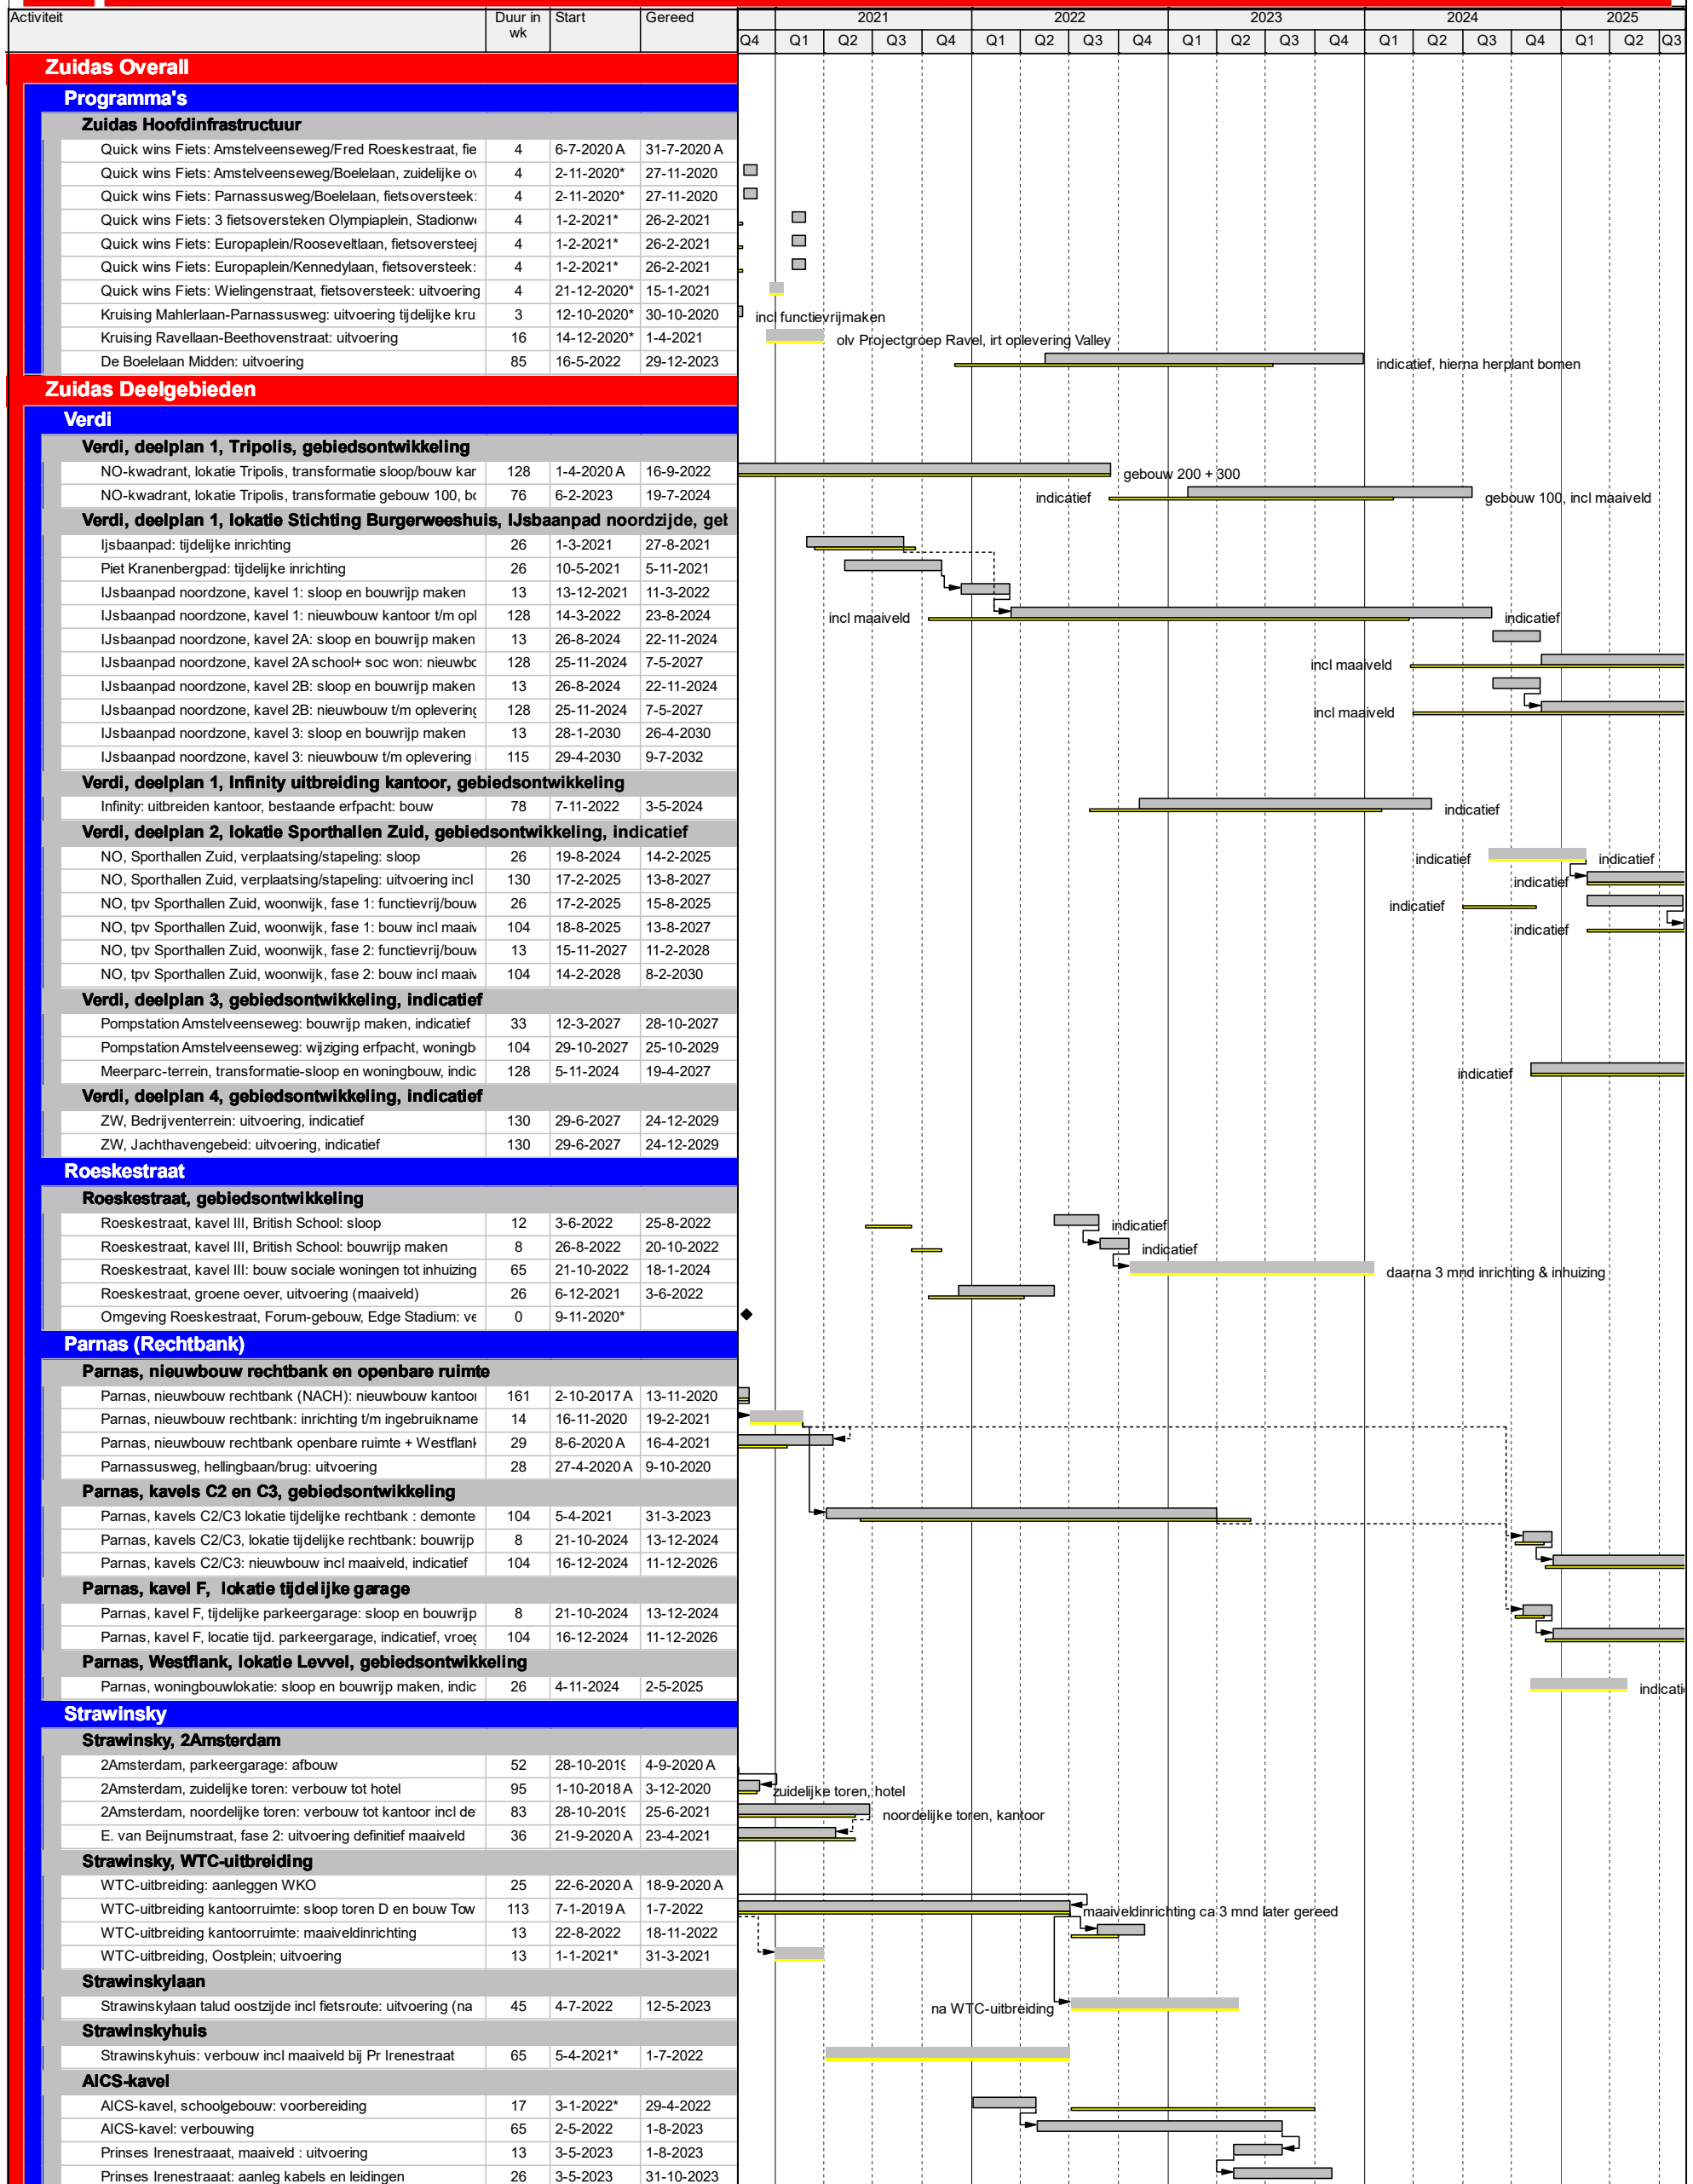 Activiteit Duur in wk Start Gereed 2021 2022 2023 2024 2025
Q4 Q1 Q2 Q3 Q4 Q1 Q2 Q3 Q4 Q1 Q2 Q3 Q4 Q1 Q2 Q3 Q4 Q1 Q2 Q3
Zuidas Overall
Programma's
Zuidas Hoofdinfrastructuur
Quick wins Fiets: Amstelveenseweg/Fred Roeskestraat, fie 4 6-7-2020 A 31-7-2020 A
Quick wins Fiets: Amstelveenseweg/Boelelaan, zuidelijke ov 4 2-11-2020* 27-11-2020
Quick wins Fiets: Parnassusweg/Boelelaan, fietsoversteek: 4 2-11-2020* 27-11-2020
Quick wins Fiets: 3 fietsoversteken Olympiaplein, Stadionw 4 1-2-2021* 26-2-2021
Quick wins Fiets: Europaplein/Rooseveltlaan, fietsoversteej 4 1-2-2021* 26-2-2021
Quick wins Fiets: Europaplein/Kennedylaan, fietsoversteek: 4 1-2-2021* 26-2-2021
Quick wins Fiets: Wielingenstraat, fietsoversteek: uitvoering 4 21-12-2020* 15-1-2021
Kruising Mahlerlaan-Parnassusweg: uitvoering tijdelijke kru 3 12-10-2020* 30-10-2020 incl functievrijmaken
Kruising Ravellaan-Beethovenstraat: uitvoering 16 14-12-2020* 1-4-2021 olv Projectgroep Ravel, irt oplevering Valley
De Boelelaan Midden: uitvoering 85 16-5-2022 29-12-2023 indicatief, hierna herplant bomen
Zuidas Deelgebieden
Verdi
Verdi, deelplan 1, Tripolis, gebiedsontwikkeling
NO-kwadrant, lokatie Tripolis, transformatie sloop/bouw kar 128 1-4-2020 A 16-9-2022 gebouw 200 + 300
NO-kwadrant, lokatie Tripolis, transformatie gebouw 100, bo 76 6-2-2023 19-7-2024 indicatief gebouw 100, incl maaiveld
Verdi, deelplan 1, lokatie Stichting Burgerweeshuis, IJsbaanpad noordzijde, geb
Ijsbaanpad: tijdelijke inrichting 26 1-3-2021 27-8-2021
Piet Kranenbergpad: tijdelijke inrichting 26 10-5-2021 5-11-2021
IJsbaanpad noordzone, kavel 1: sloop en bouwrijp maken 13 13-12-2021 11-3-2022
IJsbaanpad noordzone, kavel 1: nieuwbouw kantoor t/m opl 128 14-3-2022 23-8-2024 incl maaiveld indicatief
IJsbaanpad noordzone, kavel 2A: sloop en bouwrijp maken 13 26-8-2024 22-11-2024
IJsbaanpad noordzone, kavel 2A school+ soc won: nieuwbo 128 25-11-2024 7-5-2027 incl maaiveld
IJsbaanpad noordzone, kavel 2B: sloop en bouwrijp maken 13 26-8-2024 22-11-2024
IJsbaanpad noordzone, kavel 2B: nieuwbouw t/m oplevering 128 25-11-2024 7-5-2027 incl maaiveld
IJsbaanpad noordzone, kavel 3: sloop en bouwrijp maken 13 28-1-2030 26-4-2030
IJsbaanpad noordzone, kavel 3: nieuwbouw t/m oplevering 115 29-4-2030 9-7-2032
Verdi, deelplan 1, Infinity uitbreiding kantoor, gebiedsontwikkeling
Infinity: uitbreiden kantoor, bestaande erfpacht: bouw 78 7-11-2022 3-5-2024 indicatief
Verdi, deelplan 2, lokatie Sporthallen Zuid, gebiedsontwikkeling, indicatief
NO, Sporthallen Zuid, verplaatsing/stapeling: sloop 26 19-8-2024 14-2-2025 indicatief indicatief
NO, Sporthallen Zuid, verplaatsing/stapeling: uitvoering incl 130 17-2-2025 13-8-2027 indicatief
NO, tpv Sporthallen Zuid, woonwijk, fase 1: functievrij/bouw 26 17-2-2025 15-8-2025 indicatief
NO, tpv Sporthallen Zuid, woonwijk, fase 1: bouw incl maaiv 104 18-8-2025 13-8-2027 indicatief
NO, tpv Sporthallen Zuid, woonwijk, fase 2: functievrij/bouw 13 15-11-2027 11-2-2028
NO, tpv Sporthallen Zuid, woonwijk, fase 2: bouw incl maaiv 104 14-2-2028 8-2-2030
Verdi, deelplan 3, gebiedsontwikkeling, indicatief
Pompstation Amstelveenseweg: bouwrijp maken, indicatief 33 12-3-2027 28-10-2027
Pompstation Amstelveenseweg: wijziging erfpacht, woningb 104 29-10-2027 25-10-2029
Meerparc-terrein, transformatie-sloop en woningbouw, indic 128 5-11-2024 19-4-2027 indicatief
Verdi, deelplan 4, gebiedsontwikkeling, indicatief
ZW, Bedrijventerrein: uitvoering, indicatief 130 29-6-2027 24-12-2029
ZW, Jachthavengebeid: uitvoering, indicatief 130 29-6-2027 24-12-2029
Roeskestraat
Roeskestraat, gebiedsontwikkeling
Roeskestraat, kavel III, British School: sloop 12 3-6-2022 25-8-2022 indicatief
Roeskestraat, kavel III, British School: bouwrijp maken 8 26-8-2022 20-10-2022 indicatief
Roeskestraat, kavel III: bouw sociale woningen tot inhuizing 65 21-10-2022 18-1-2024 daarna 3 mnd inrichting & inhuizing
Roeskestraat, groene oever, uitvoering (maaiveld) 26 6-12-2021 3-6-2022
Omgeving Roeskestraat, Forum-gebouw, Edge Stadium: ve 0 9-11-2020*
Parnas (Rechtbank)
Parnas, nieuwbouw rechtbank en openbare ruimte
Parnas, nieuwbouw rechtbank (NACH): nieuwbouw kantoor 161 2-10-2017 A 13-11-2020
Parnas, nieuwbouw rechtbank: inrichting t/m ingebruikname 14 16-11-2020 19-2-2021
Parnas, nieuwbouw rechtbank openbare ruimte + Westflank 29 8-6-2020 A 16-4-2021
Parnassusweg, hellingbaan/brug: uitvoering 28 27-4-2020 A 9-10-2020
Parnas, kavels C2 en C3, gebiedsontwikkeling
Parnas, kavels C2/C3 lokatie tijdelijke rechtbank : demonte 104 5-4-2021 31-3-2023
Parnas, kavels C2/C3, lokatie tijdelijke rechtbank: bouwrijp 8 21-10-2024 13-12-2024
Parnas, kavels C2/C3: nieuwbouw incl maaiveld, indicatief 104 16-12-2024 11-12-2026
Parnas, kavel F, lokatie tijdelijke garage
Parnas, kavel F, tijdelijke parkeergarage: sloop en bouwrijp 8 21-10-2024 13-12-2024
Parnas, kavel F, locatie tijd. parkeergarage, indicatief, vroeg 104 16-12-2024 11-12-2026
Parnas, Westflank, lokatie Levvel, gebiedsontwikkeling
Parnas, woningbouwlokatie: sloop en bouwrijp maken, indic 26 4-11-2024 2-5-2025 indicati
Strawinsky
Strawinsky, 2Amsterdam
2Amsterdam, parkeergarage: afbouw 52 28-10-2019 4-9-2020 A
2Amsterdam, zuidelijke toren: verbouw tot hotel 95 1-10-2018 A 3-12-2020 zuidelijke toren, hotel
2Amsterdam, noordelijke toren: verbouw tot kantoor incl de 83 28-10-2019 25-6-2021 noordelijke toren, kantoor
E. van Beijnumstraat, fase 2: uitvoering definitief maaiveld 36 21-9-2020 A 23-4-2021
Strawinsky, WTC-uitbreiding
WTC-uitbreiding: aanleggen WKO 25 22-6-2020 A 18-9-2020 A
WTC-uitbreiding kantoorruimte: sloop toren D en bouw Tow 113 7-1-2019 A 1-7-2022 maaiveldinrichting ca 3 mnd later gereed
WTC-uitbreiding kantoorruimte: maaiveldinrichting 13 22-8-2022 18-11-2022
WTC-uitbreiding, Oostplein; uitvoering 13 1-1-2021* 31-3-2021
Strawinskylaan
Strawinskylaan talud oostzijde incl fietsroute: uitvoering (na 45 4-7-2022 12-5-2023 na WTC-uitbreiding
Strawinskyhuis
Strawinskyhuis: verbouw incl maaiveld bij Pr Irenestraat 65 5-4-2021* 1-7-2022
AICS-kavel
AICS-kavel, schoolgebouw: voorbereiding 17 3-1-2022* 29-4-2022
AICS-kavel: verbouwing 65 2-5-2022 1-8-2023
Prinses Irenestraaat, maaiveld : uitvoering 13 3-5-2023 1-8-2023
Prinses Irenestraaat: aanleg kabels en leidingen 26 3-5-2023 31-10-2023